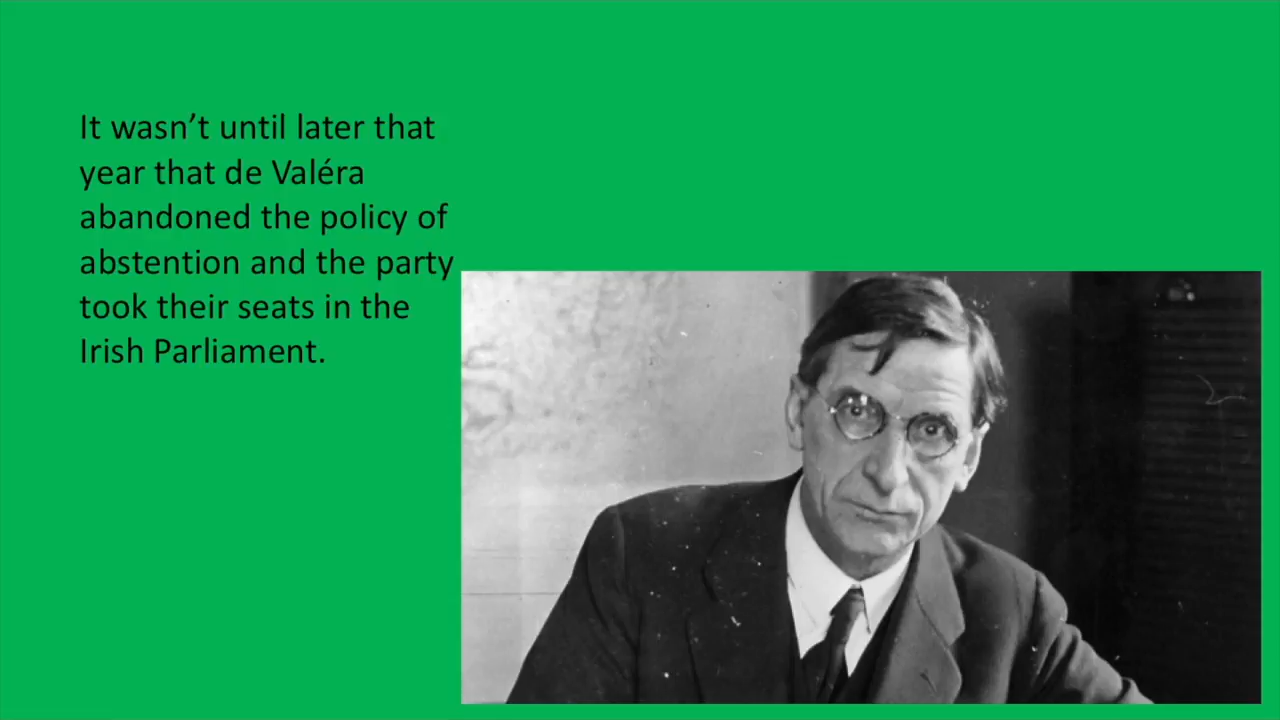 It wasn’t until later that
year that de Valéra
abandoned the policy of
abstention and the party
took their seats in the
Irish Parliament.